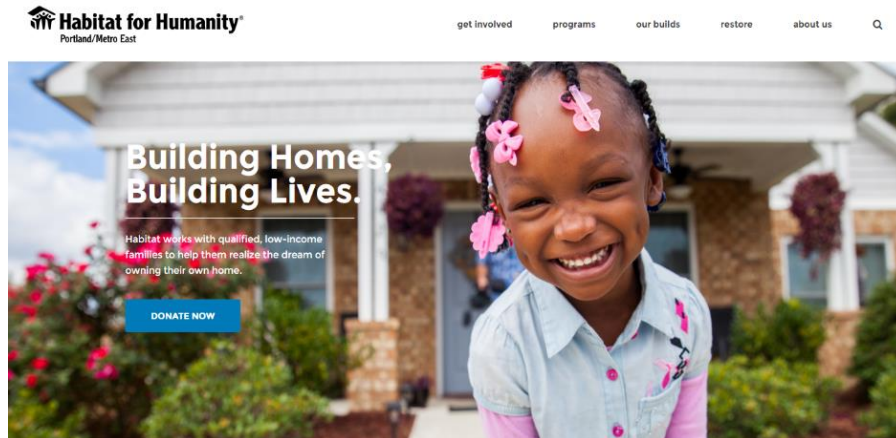 Habitat for Humanity®
Portland/Metro East
get involved programs our builds restore about us
Building Homes,
Building Lives.
Habitat works with qualified, low-income
families to help them realize the dream of
owning their own home.
DONATE NOW